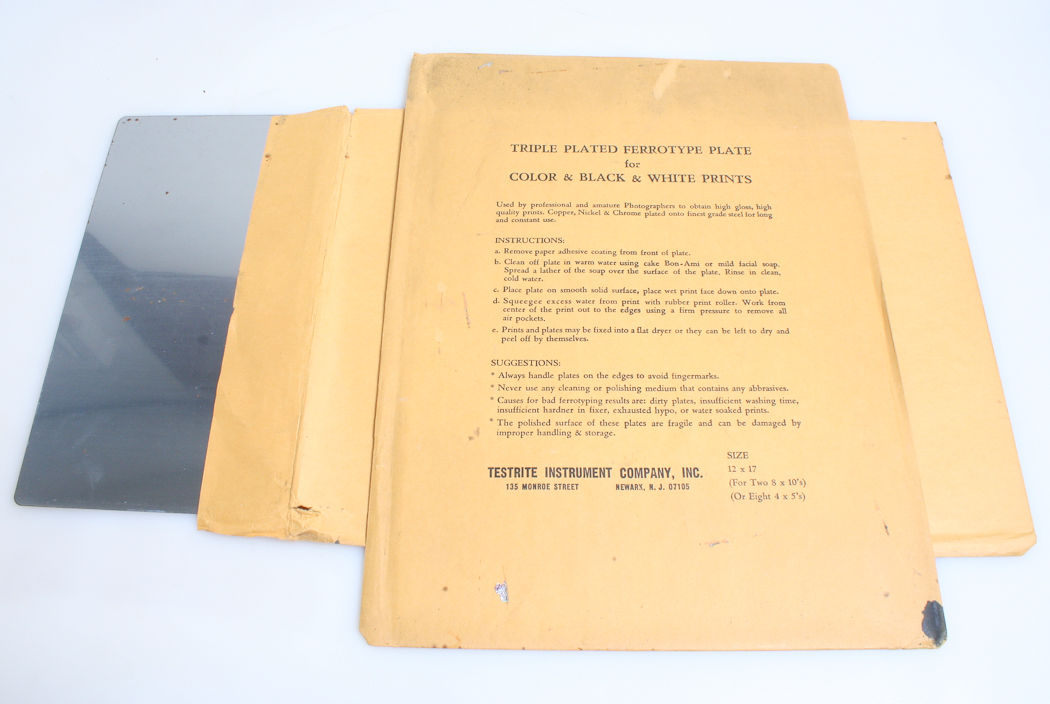 TRIPLE PLATED FERROTYPE PLATE
for
COLOR & BLACK & WHITE PRINTS
Used by professional and amature Photographers to obtain high gloss, high
quality prints. Copper, Nickel & Chrome plated onto finest grade steel for long
and constant use.
INSTRUCTIONS:
a. Remove paper adhesive coating from front of plate.
b. Clean off plate in warm water using cake Bon-Ami or mild facial soap.
Spread a lather of the soap over the surface of the plate. Rinse in clean,
cold water.
c. Place plate on smooth solid surface, place wet print face down onto plate.
d. Squeegee excess water from print with rubber print roller. Work from
center of the print out to the edges using a firm pressure to remove all
air pockets.
e. Prints and plates may be fixed into a flat dryer or they can be left to dry and
peel off by themselves.
SUGGESTIONS:
* Always handle plates on the edges to avoid fingermarks.
* Never use any cleaning or polishing medium that contains any abbrasives.
* Causes for bad ferrotyping results are: dirty plates, insufficient washing time,
insufficient hardner in fixer, exhausted hypo, or water soaked prints.
* The polished surface of these plates are fragile and can be damaged by
improper handling & storage.
TESTRITE INSTRUMENT COMPANY, INC.
135 MONROE STREET NEWARK, N. J. 07105
SIZE
12 x 17
(For Two 8 x 10's)
(Or Eight 4 x 5's)